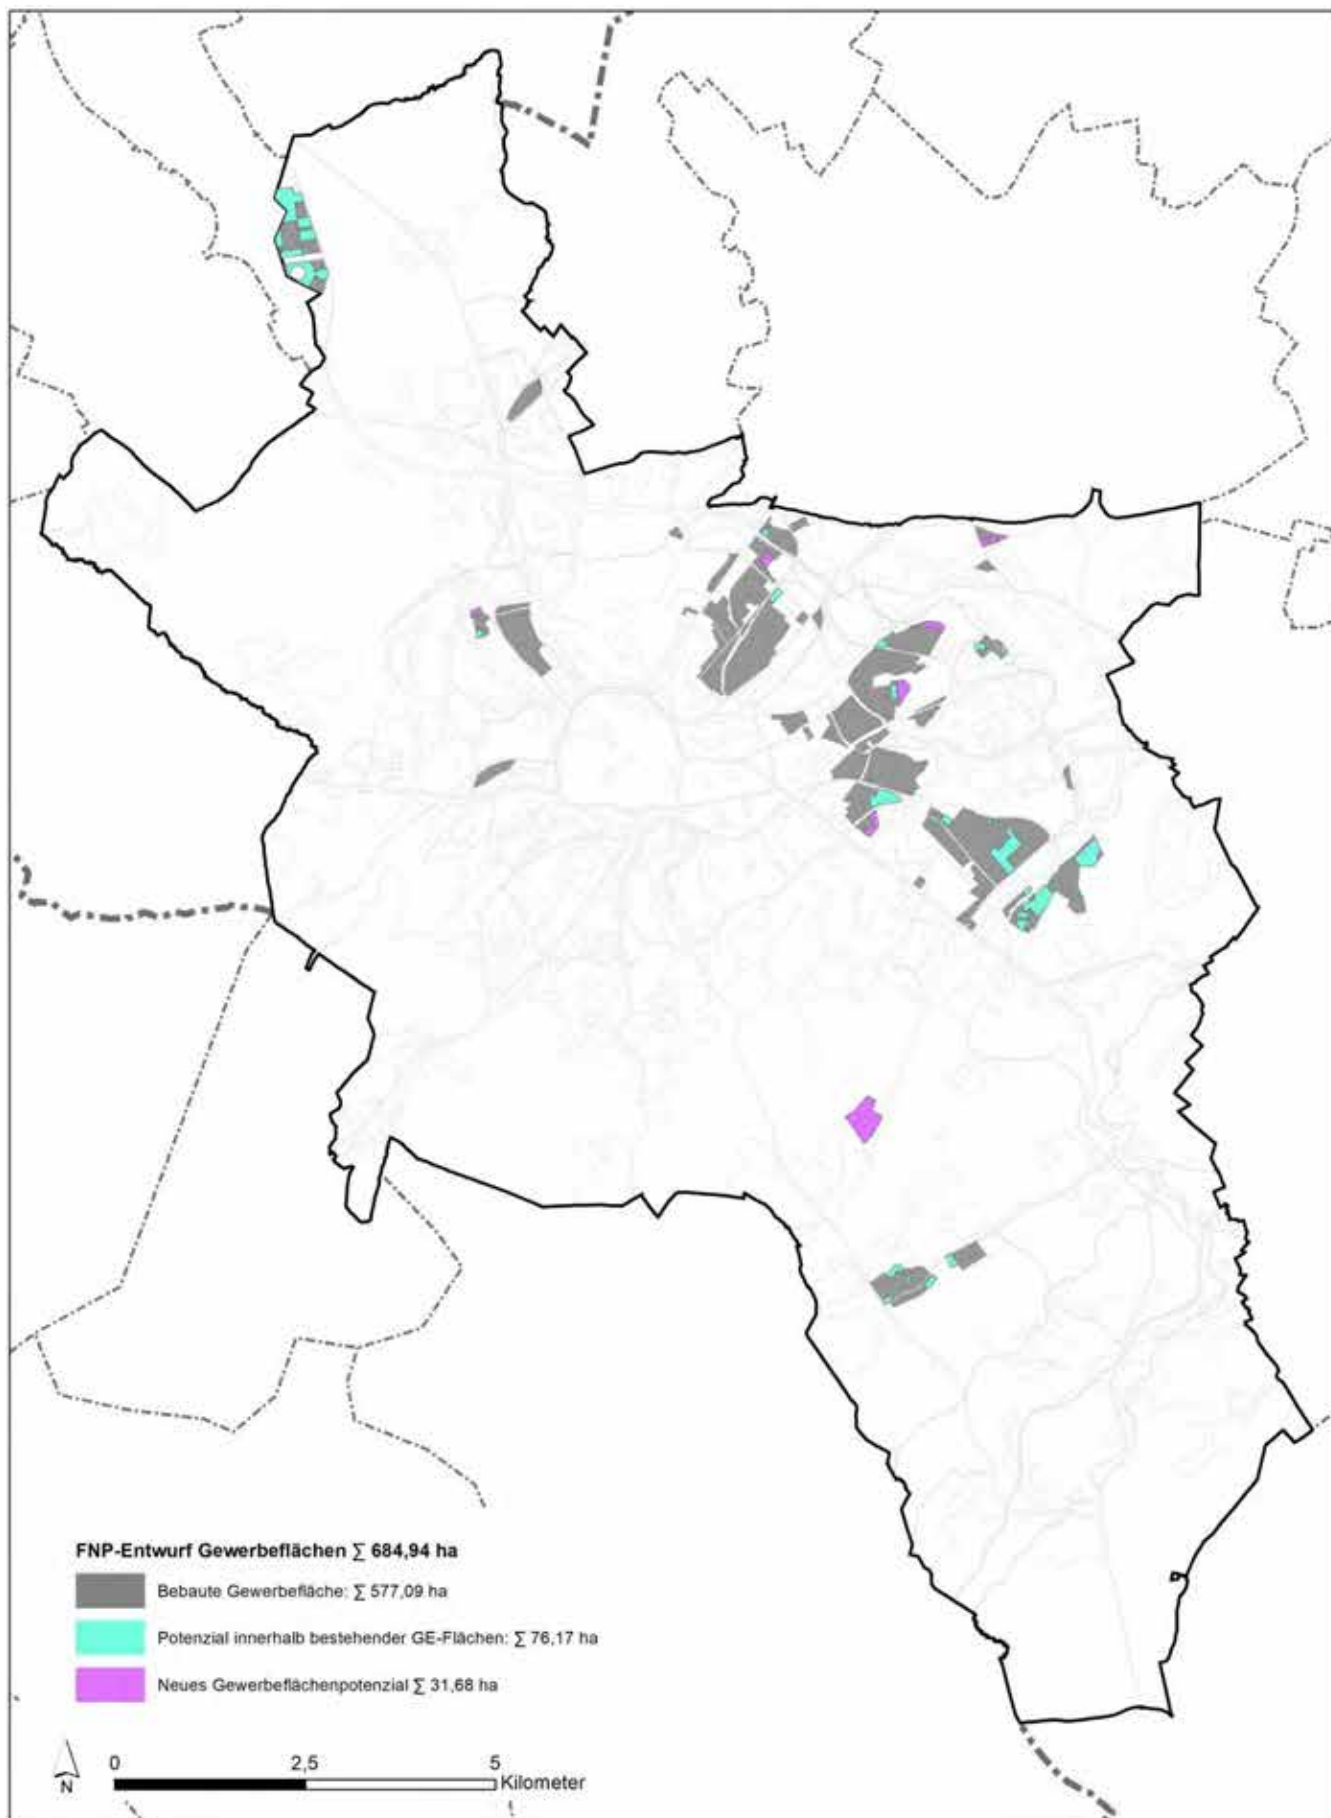 FNP-Entwurf Gewerbeflächen ∑ 684,94 ha
Bebaute Gewerbefläche: ∑ 577,09 ha
Potenzial innerhalb bestehender GE-Flächen: ∑ 76,17 ha
Neues Gewerbeflächenpotenzial ∑ 31,68 ha
N
0 2,5 5 Kilometer